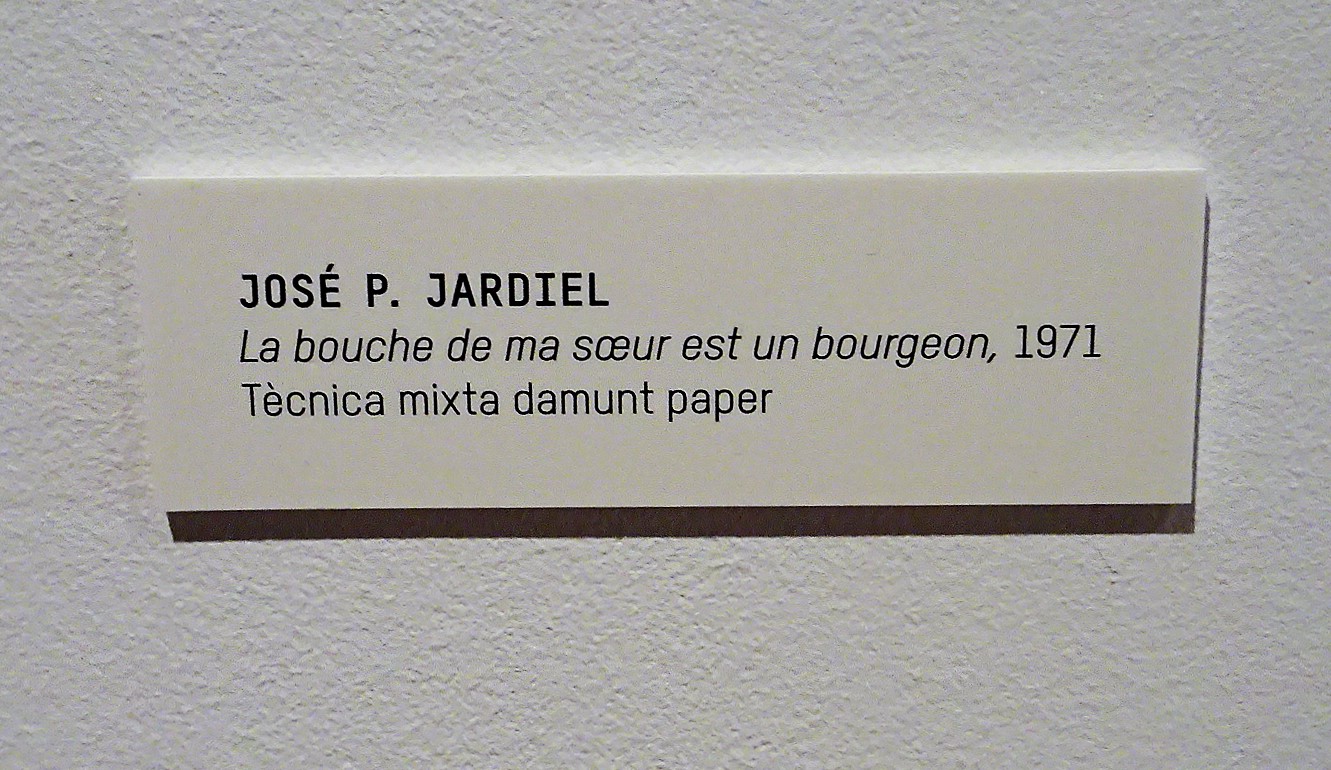 JOSÉ P. JARDIEL
La bouche de ma sœur est un bourgeon, 1971
Tècnica mixta damunt paper